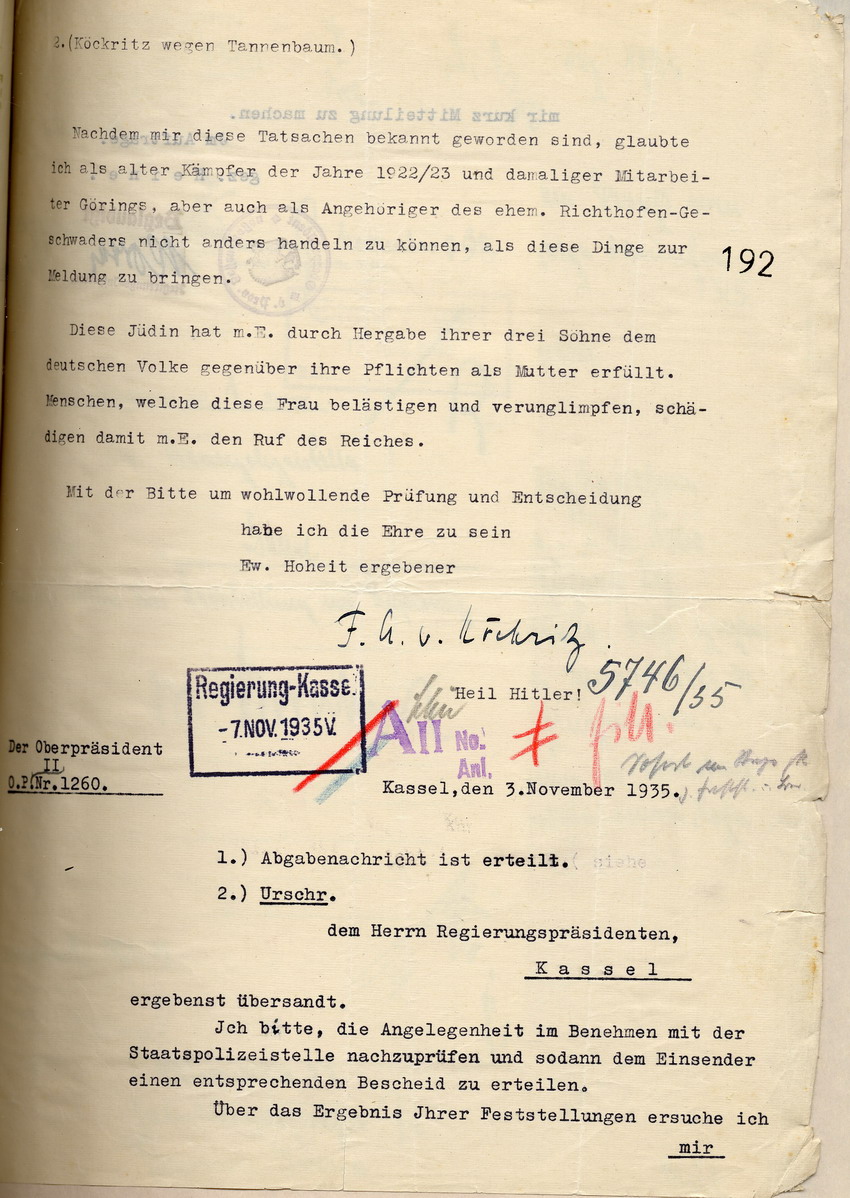 2.(Köckritz wegen Tannenbaum.)
Nachdem mir diese Tatsachen bekannt geworden sind, glaubte
ich als alter Kämpfer der Jahre 1922/23 und damaliger Mitarbei-
ter Görings, aber auch als Angehöriger des ehem. Richthofen-Ge-
schwaders nicht anders handeln zu können, als diese Dinge zur
Meldung zu bringen.
192
Diese Jüdin hat m.E. durch Hergabe ihrer drei Söhne dem
deutschen Volke gegenüber ihre Pflichten als Mutter erfüllt.
Menschen, welche diese Frau belästigen und verunglimpfen, schä-
digen damit m.E. den Ruf des Reiches.
Mit der Bitte um wohlwollende Prüfung und Entscheidung
habe ich die Ehre zu sein
Ew. Hoheit ergebener
F. A. v. Köckritz.
Heil Hitler!
5746/35
Regierung-Kasse.
-7.NOV.1935V.
A II No.
Anl.
Der Oberpräsident
II
O.P. Nr.1260.
Kassel,den 3.November 1935.
1.) Abgabenachricht ist erteilt.
2.) Urschr.
dem Herrn Regierungspräsidenten,
Kassel
ergebenst übersandt.
Ich bitte, die Angelegenheit im Benehmen mit der
Staatspolizeistelle nachzuprüfen und sodann dem Einsender
einen entsprechenden Bescheid zu erteilen.
Über das Ergebnis Jhrer Feststellungen ersuche ich
mir